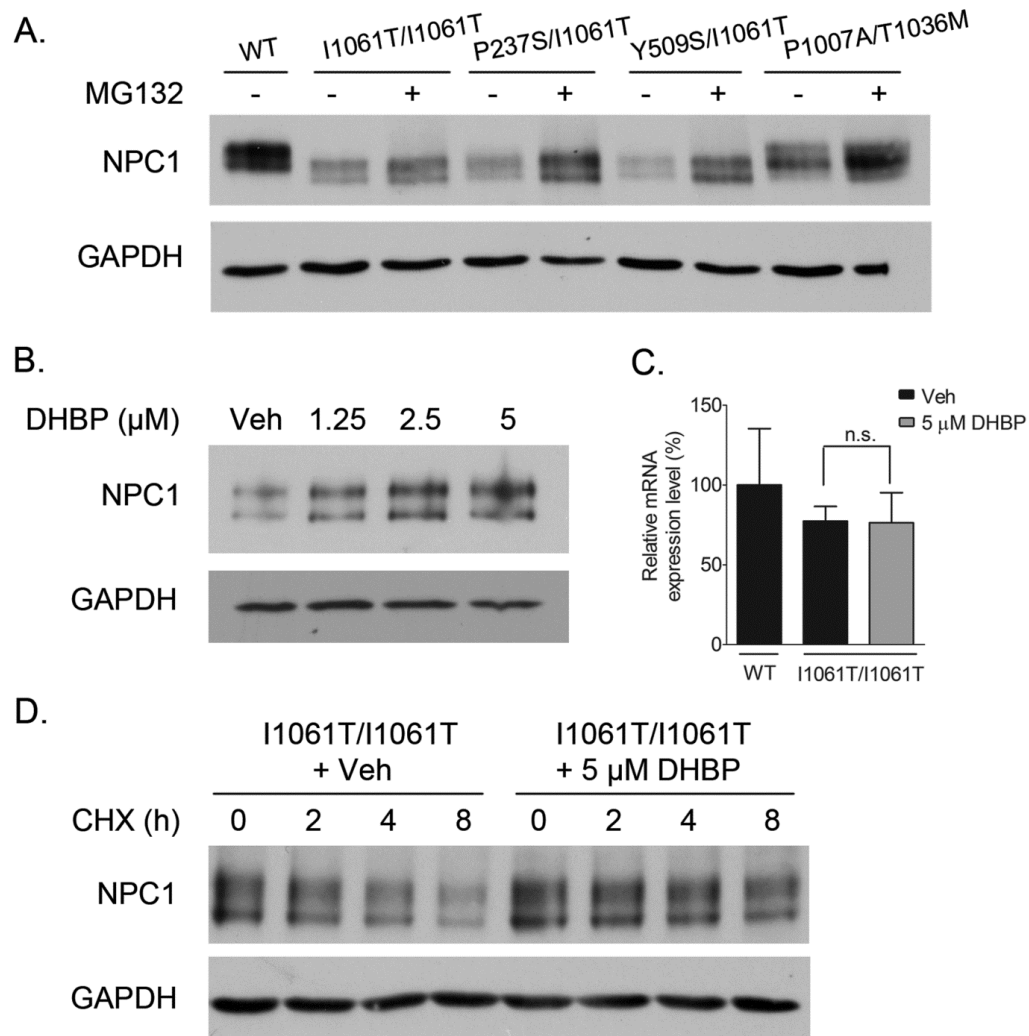 A.
WT I1061T/I1061T P237S/I1061T Y509S/I1061T P1007A/T1036M
MG132 - - + - + - + - +
NPC1
GAPDH
B.
DHBP (µM) Veh 1.25 2.5 5
NPC1
GAPDH
C.
Veh
5 µM DHBP
n.s.
Relative mRNA
expression level (%)
150
100
50
0
WT I1061T/I1061T
D.
I1061T/I1061T I1061T/I1061T
+ Veh + 5 µM DHBP
CHX (h) 0 2 4 8 0 2 4 8
NPC1
GAPDH